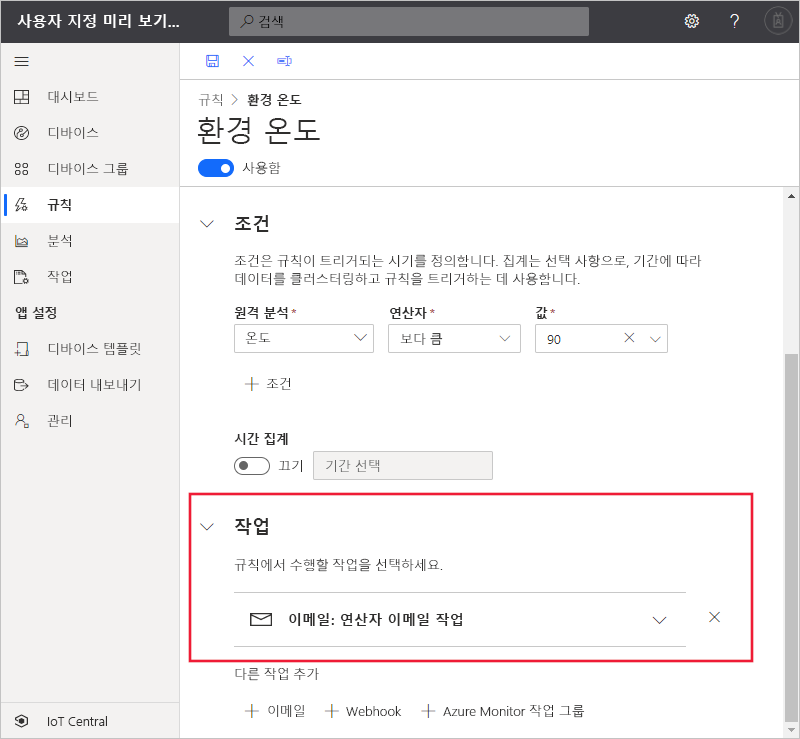 사용자 지정 미리 보기...
검색
?
대시보드
디바이스
디바이스 그룹
규칙
분석
작업
앱 설정
디바이스 템플릿
데이터 내보내기
관리
IoT Central
규칙 > 환경 온도
환경 온도
사용함
조건
조건은 규칙이 트리거되는 시기를 정의합니다. 집계는 선택 사항으로, 기간에 따라
데이터를 클러스터링하고 규칙을 트리거하는 데 사용합니다.
원격 분석* 연산자* 값*
온도 보다 큼 90
+ 조건
시간 집계
끄기 기간 선택
작업
규칙에서 수행할 작업을 선택하세요.
이메일: 연산자 이메일 작업
다른 작업 추가
+ 이메일 + Webhook + Azure Monitor 작업 그룹